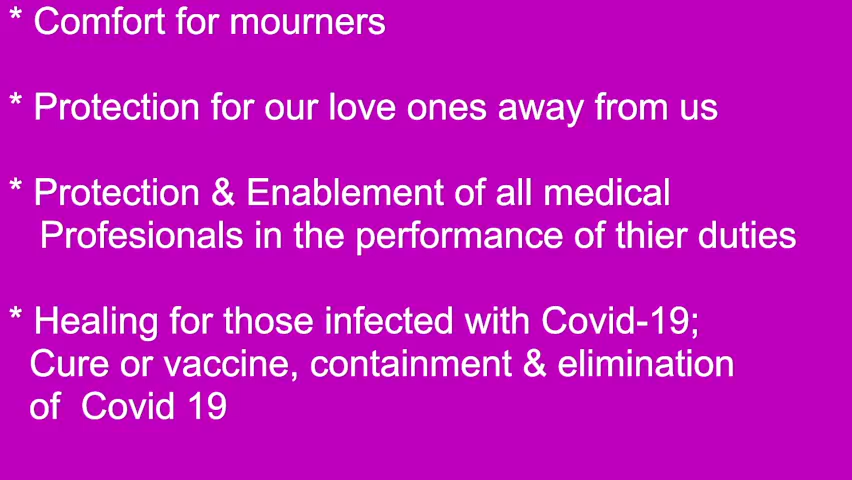 * Comfort for mourners
* Protection for our love ones away from us
* Protection & Enablement of all medical
Profesionals in the performance of thier duties
* Healing for those infected with Covid-19;
Cure or vaccine, containment & elimination
of Covid 19